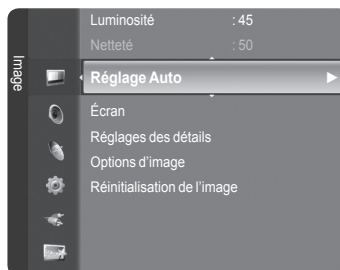 Image
Luminosité : 45
Netteté : 50
Réglage Auto
Écran
Réglages des détails
Options d'image
Réinitialisation de l'image